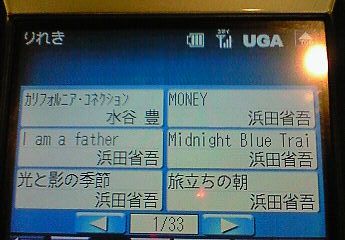 りれき
UGA
カリフォルニア・コネクション
水谷 豊
MONEY
浜田省吾
I am a father
浜田省吾
Midnight Blue Trai
浜田省吾
光と影の季節
浜田省吾
旅立ちの朝
浜田省吾
1/33